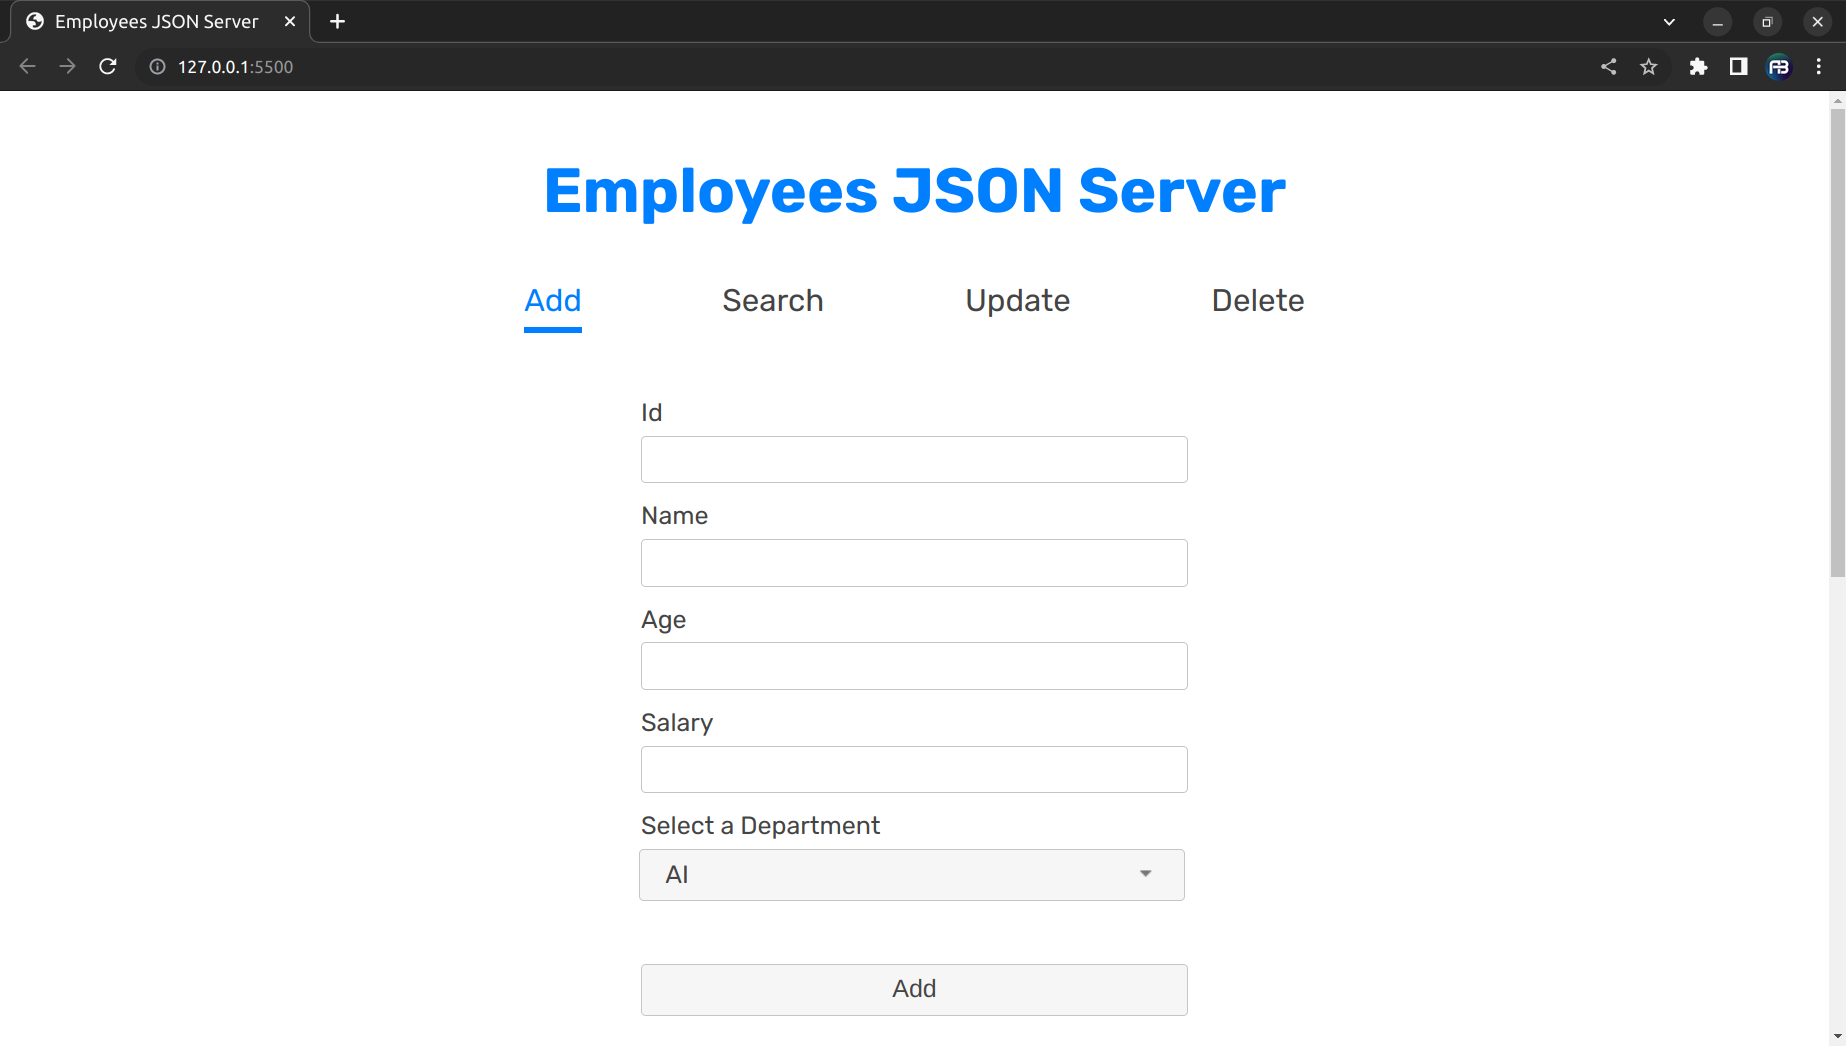 Employees JSON Server
127.0.0.1:5500
AB
Employees JSON Server
Add Search Update Delete
Id
Name
Age
Salary
Select a Department
AI
Add